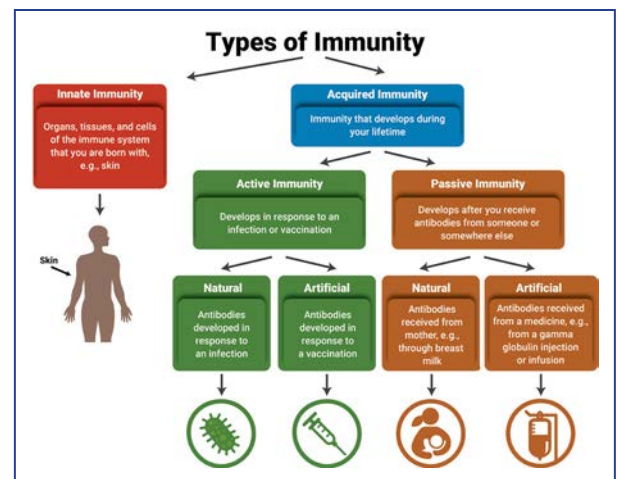 Types of Immunity
Innate Immunity
Organs, tissues, and cells
of the immune system
that you are born with,
e.g., skin
Skin
Acquired Immunity
Immunity that develops during
your lifetime
Active Immunity
Develops in response to an
infection or vaccination
Passive Immunity
Develops after you receive
antibodies from someone or
somewhere else
Natural
Antibodies
developed in
response to
an infection
Artificial
Antibodies
developed in
response to
a vaccination
Natural
Antibodies
received from
mother, e.g.,
through breast
milk
Artificial
Antibodies received
from a medicine, e.g.,
from a gamma
globulin injection
or infusion